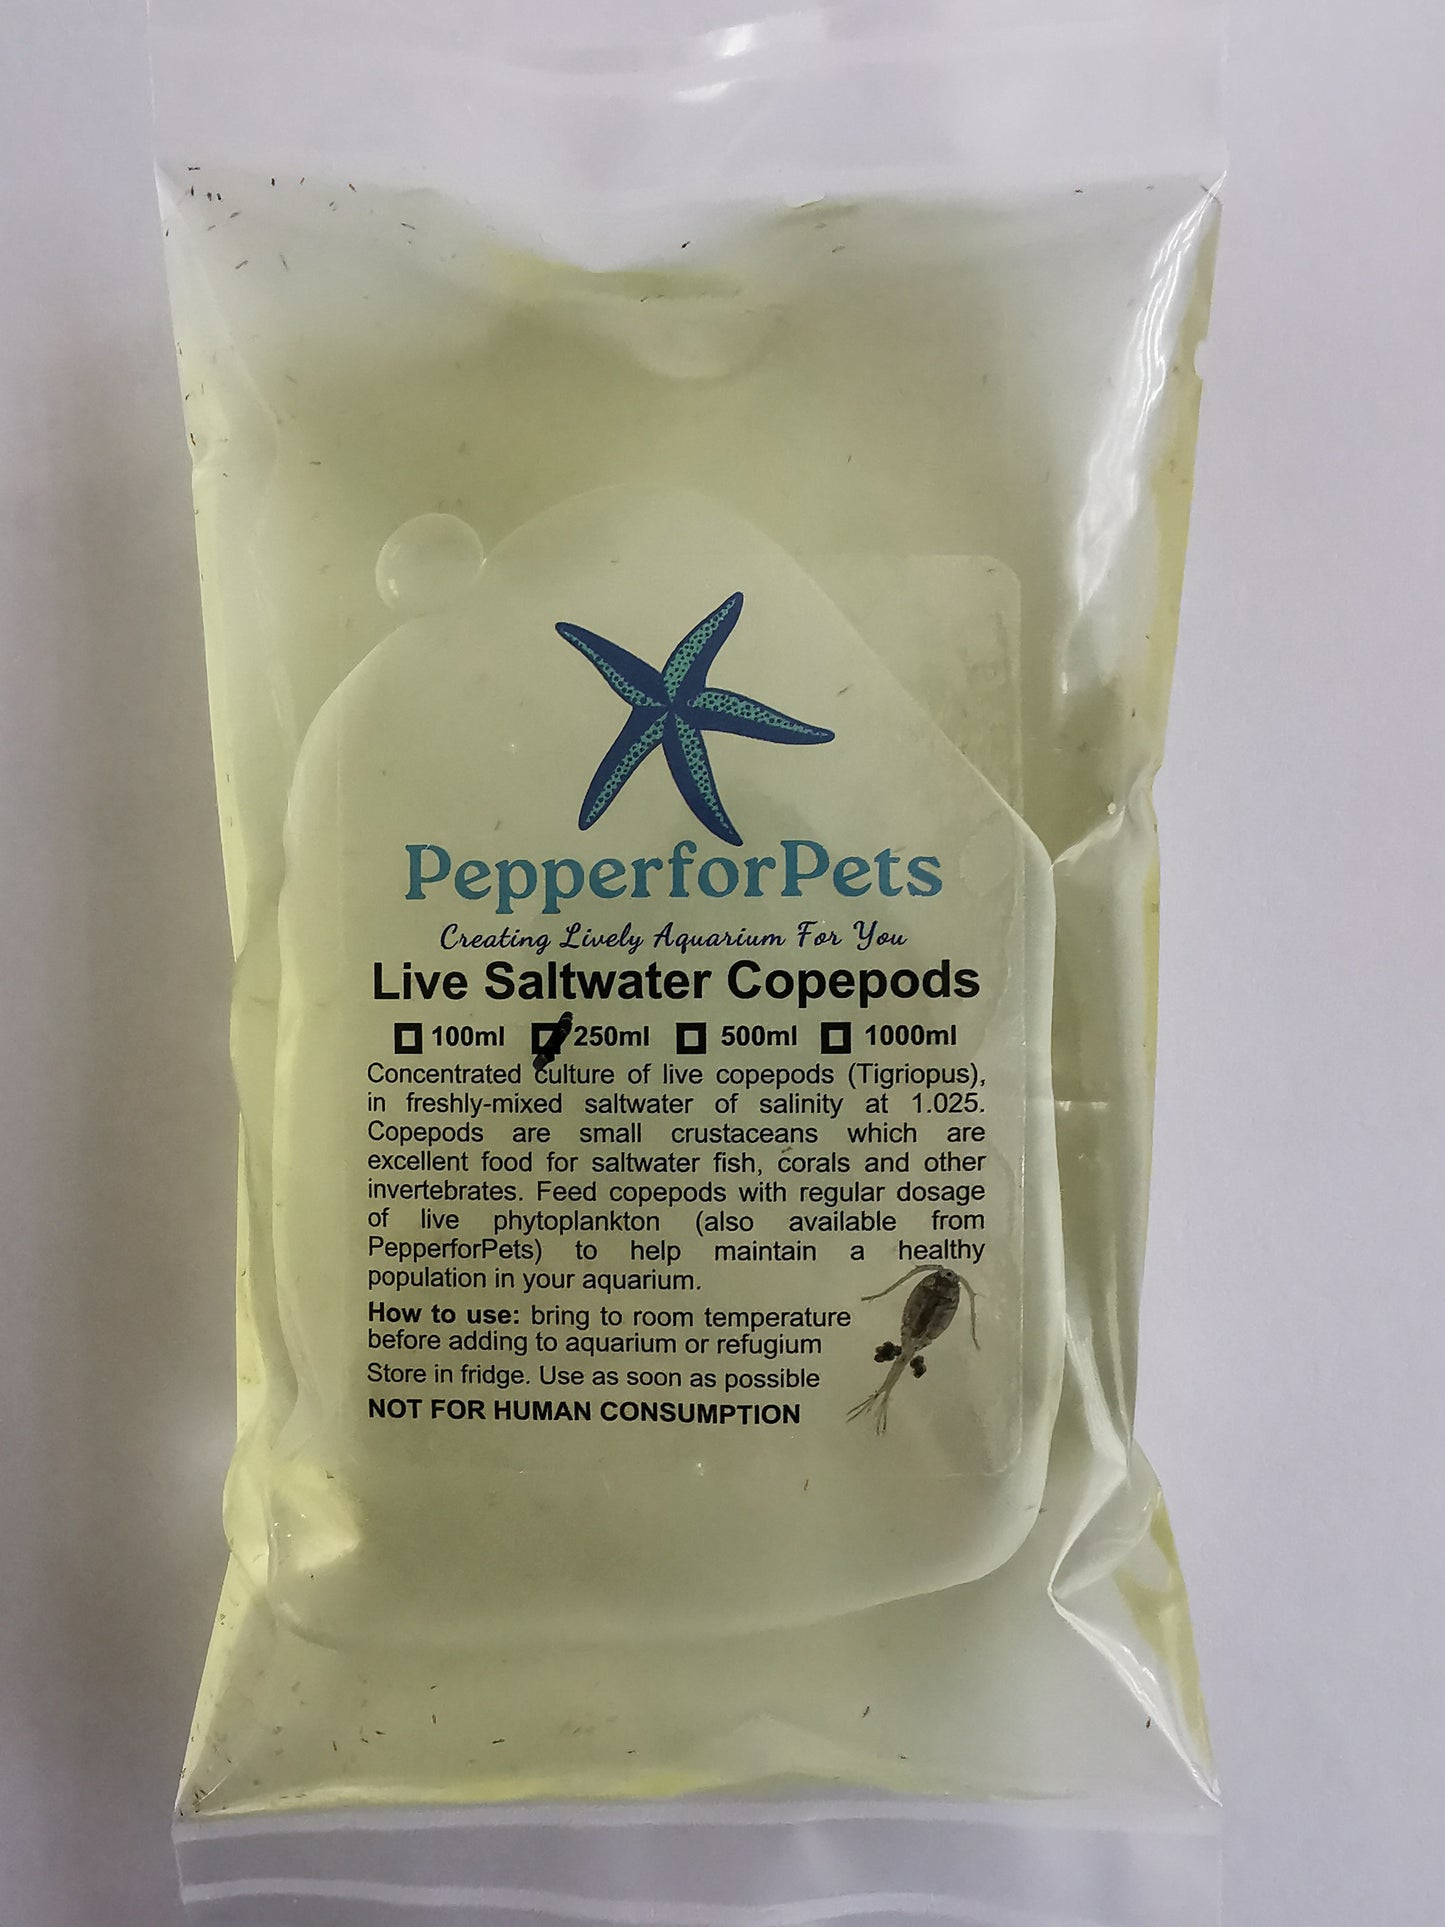 PepperforPets
Creating Lively Aquarium For You
Live Saltwater Copepods
100ml 250ml 500ml 1000ml
Concentrated culture of live copepods (Tigriopus),
in freshly-mixed saltwater of salinity at 1.025.
Copepods are small crustaceans which are
excellent food for saltwater fish, corals and other
invertebrates. Feed copepods with regular dosage
of live phytoplankton (also available from
PepperforPets) to help maintain a healthy
population in your aquarium.
How to use: bring to room temperature
before adding to aquarium or refugium
Store in fridge. Use as soon as possible
NOT FOR HUMAN CONSUMPTION